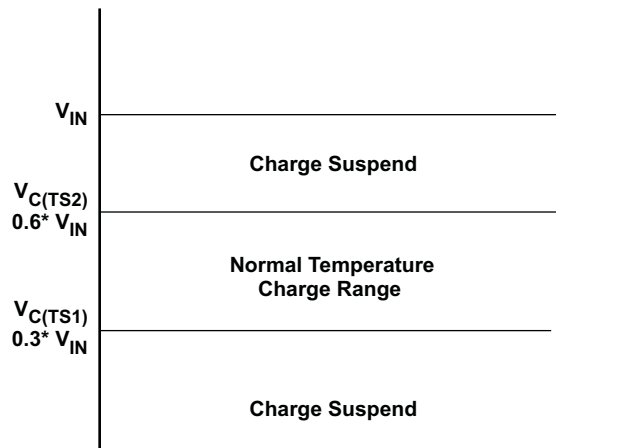 V_IN
Charge Suspend
V_C(TS2)
0.6* V_IN
Normal Temperature
Charge Range
V_C(TS1)
0.3* V_IN
Charge Suspend